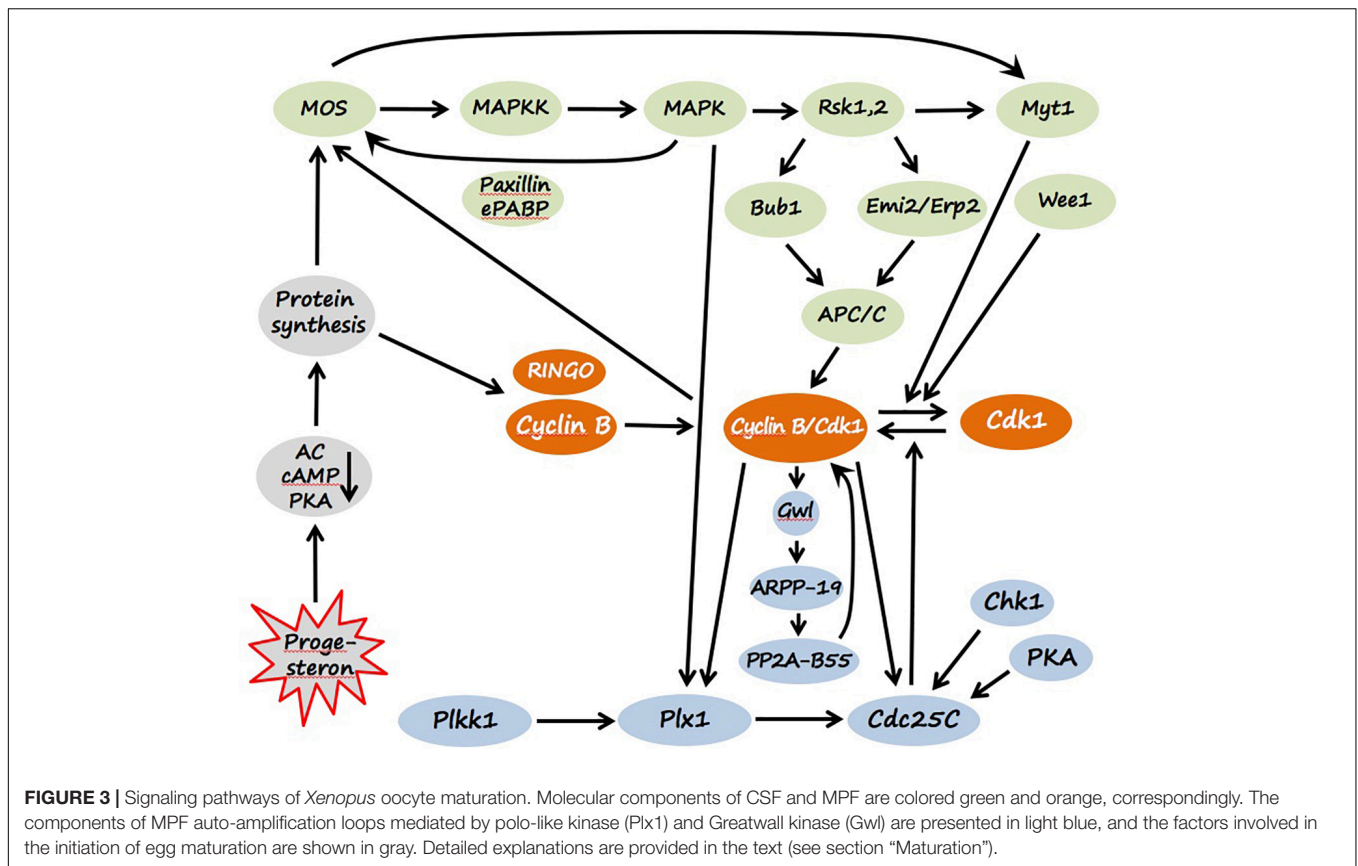 MOS
MAPKK
MAPK
Rsk1,2
Myt1
Paxillin
ePABP
Bub1
Emi2/Erp2
Wee1
Protein
synthesis
APC/C
RINGO
Cyclin B
Cyclin B/Cdk1
Cdk1
AC
cAMP
PKA
Gwl
ARPP-19
Chk1
Proge-
steron
PP2A-B55
PKA
Plkk1
Plx1
Cdc25C
FIGURE 3 | Signaling pathways of Xenopus oocyte maturation. Molecular components of CSF and MPF are colored green and orange, correspondingly. The
components of MPF auto-amplification loops mediated by polo-like kinase (Plx1) and Greatwall kinase (Gwl) are presented in light blue, and the factors involved in
the initiation of egg maturation are shown in gray. Detailed explanations are provided in the text (see section “Maturation”).